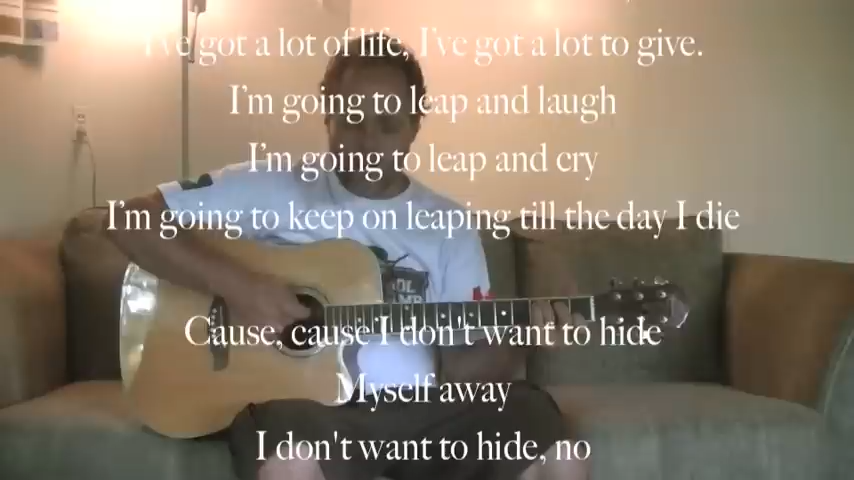 I've got a lot of life, I've got a lot to give.
I'm going to leap and laugh
I'm going to leap and cry
I'm going to keep on leaping till the day I die
Cause, cause I don't want to hide
Myself away
I don't want to hide, no